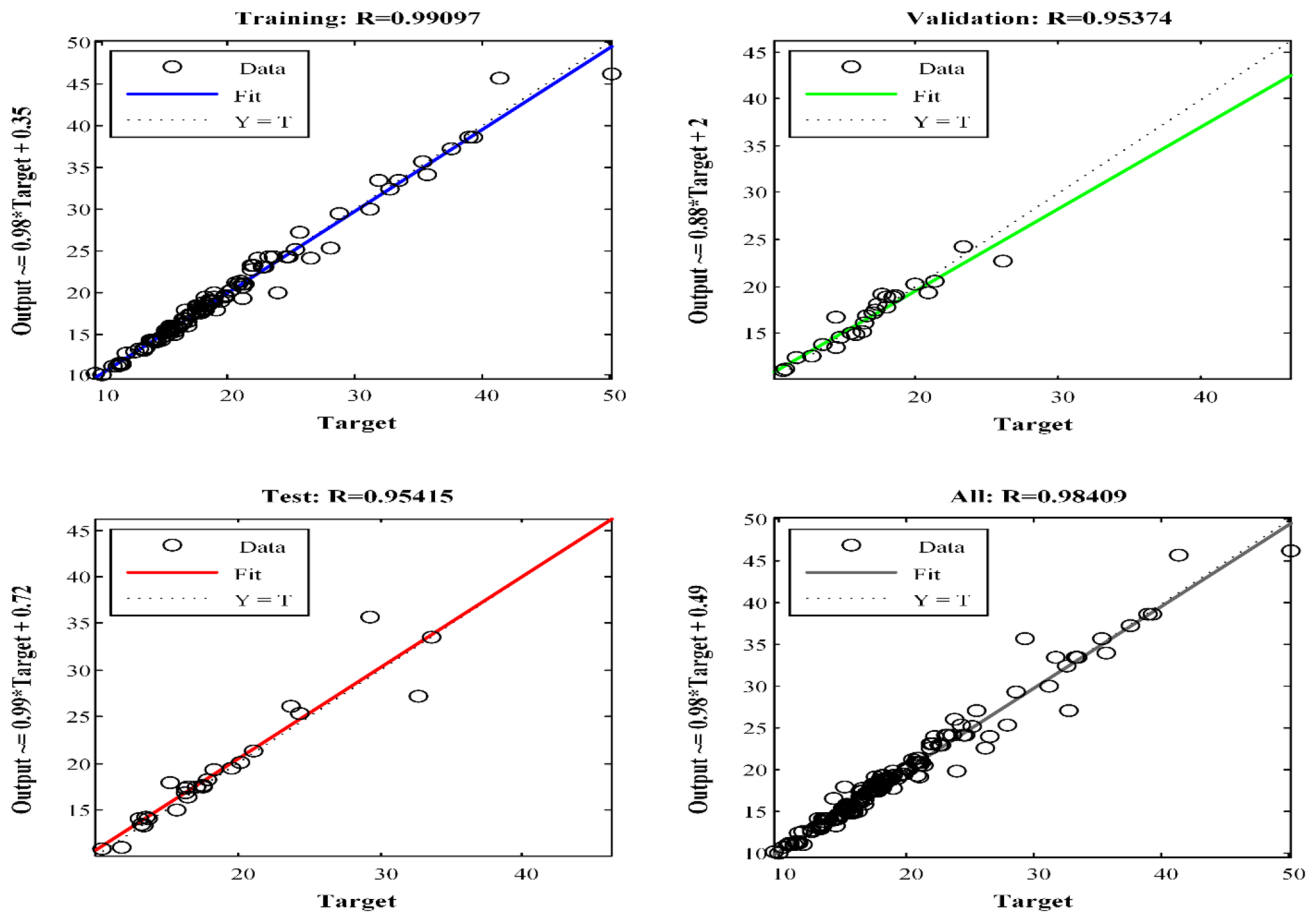 Training: R=0.99097
Output ~= 0.98*Target + 0.35
50
45
40
35
30
25
20
15
10
Data
Fit
Y = T
10
20
30
40
50
Target
Validation: R=0.95374
Output ~= 0.88*Target + 2
45
40
35
30
25
20
15
Data
Fit
Y = T
20
30
40
Target
Test: R=0.95415
Output ~= 0.99*Target + 0.72
45
40
35
30
25
20
15
Data
Fit
Y = T
20
30
40
Target
All: R=0.98409
Output ~= 0.98*Target + 0.49
50
45
40
35
30
25
20
15
10
Data
Fit
Y = T
10
20
30
40
50
Target